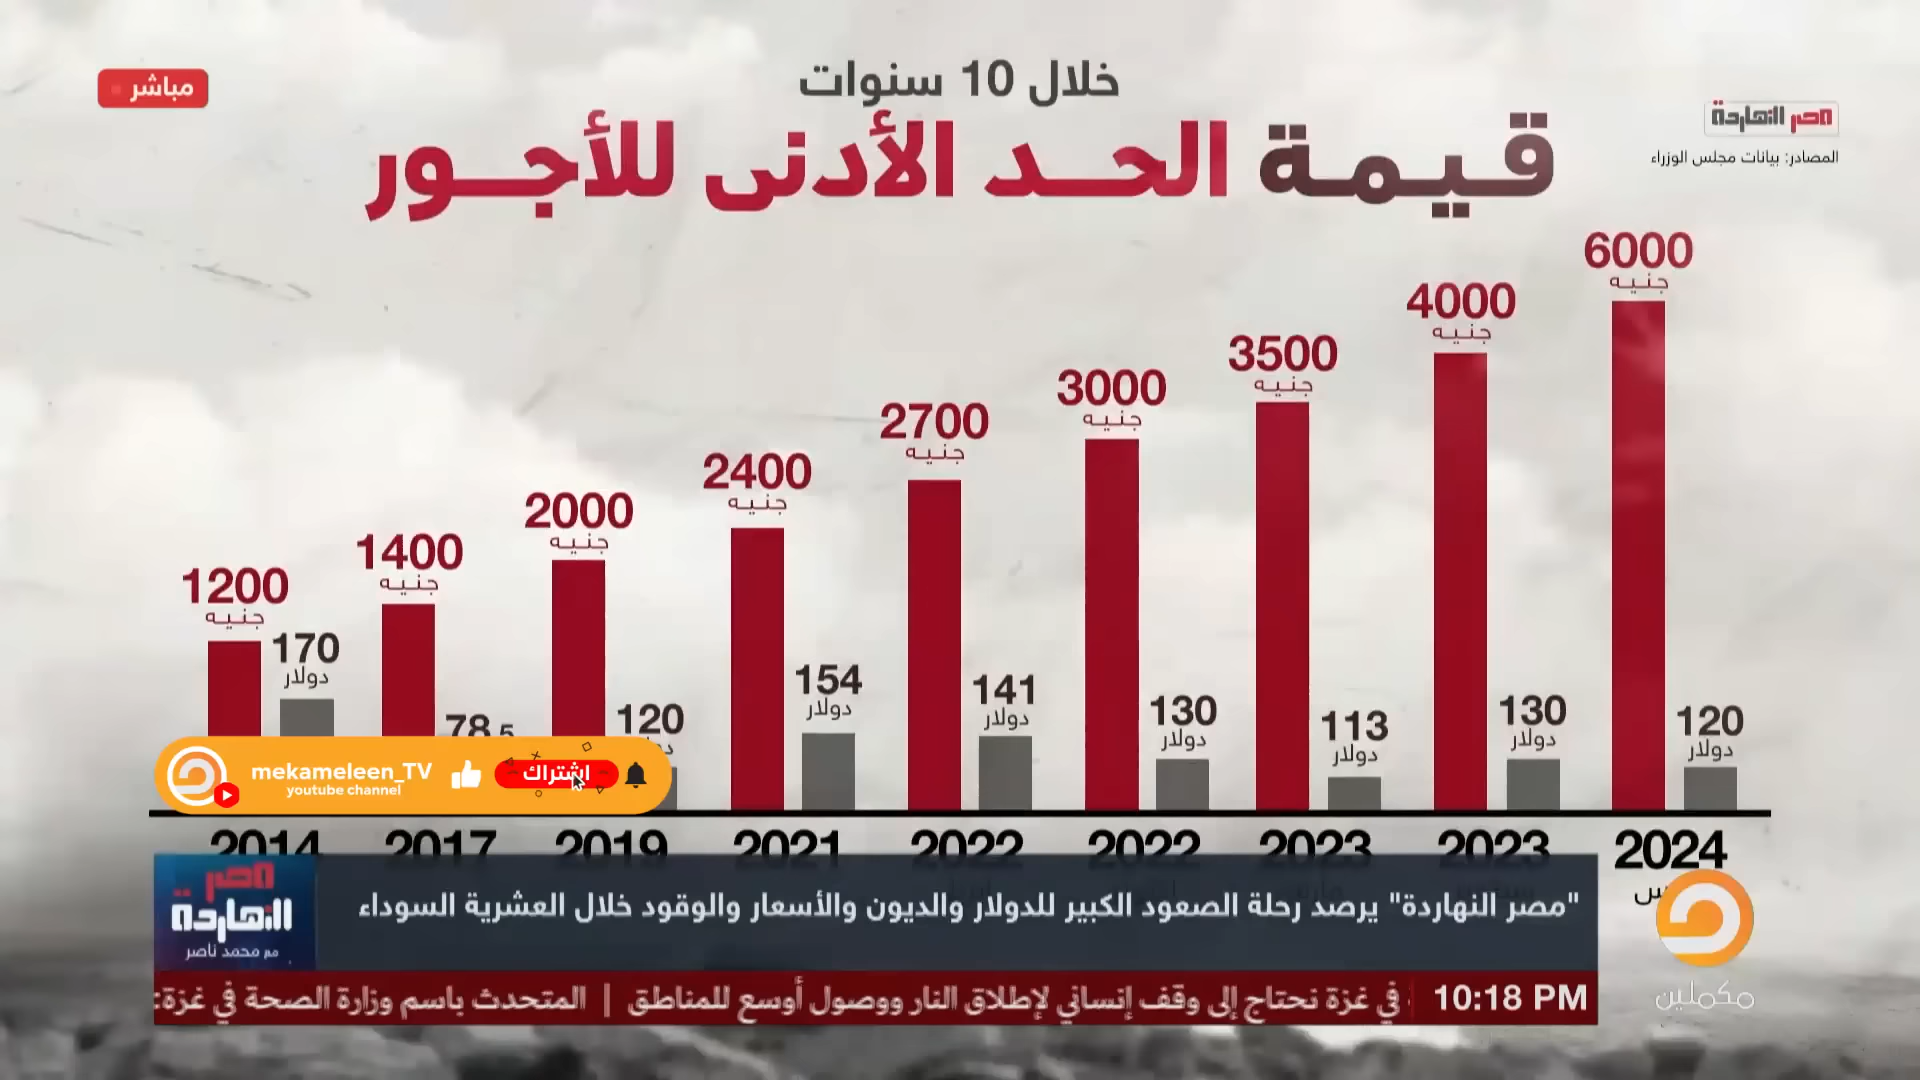 مباشر
خلال 10 سنوات
قيمة الحد الأدنى للأجور
مصر النهاردة
المصادر: بيانات مجلس الوزراء
1200
جنيه
170
دولار
1400
جنيه
78.5
2000
جنيه
120
2400
جنيه
154
دولار
2700
جنيه
141
دولار
3000
جنيه
130
دولار
3500
جنيه
113
دولار
4000
جنيه
130
دولار
6000
جنيه
120
دولار
mekameleen_TV
youtube channel
اشتراك
2014
2017
2019
2021
2022
2022
2023
2023
2024
مصر
النهاردة
مع محمد ناصر
"مصر النهاردة" يرصد رحلة الصعود الكبير للدولار والديون والأسعار والوقود خلال العشرية السوداء
10:18 PM
في غزة نحتاج إلى وقف إنساني لإطلاق النار ووصول أوسع للمناطق | المتحدث باسم وزارة الصحة في غزة:
مكملين